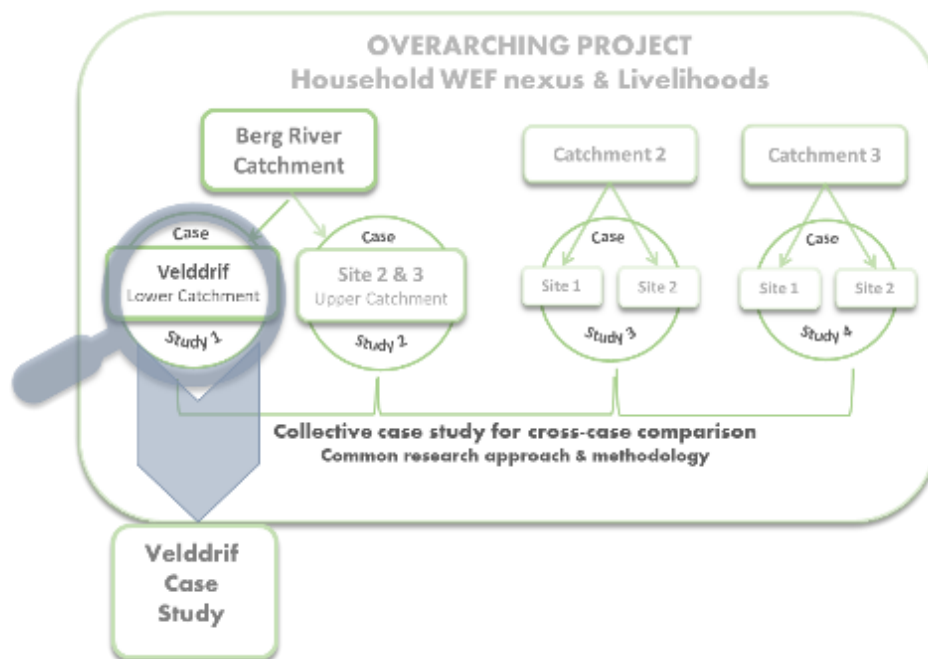 OVERARCHING PROJECT
Household WEF nexus & Livelihoods
Berg River
Catchment
Catchment 2
Catchment 3
Case
Velddrif
Lower Catchment
Study 1
Case
Site 2 & 3
Upper Catchment
Study 2
Case
Site 1
Site 2
Study 3
Case
Site 1
Site 2
Study 4
Collective case study for cross-case comparison
Common research approach & methodology
Velddrif
Case
Study